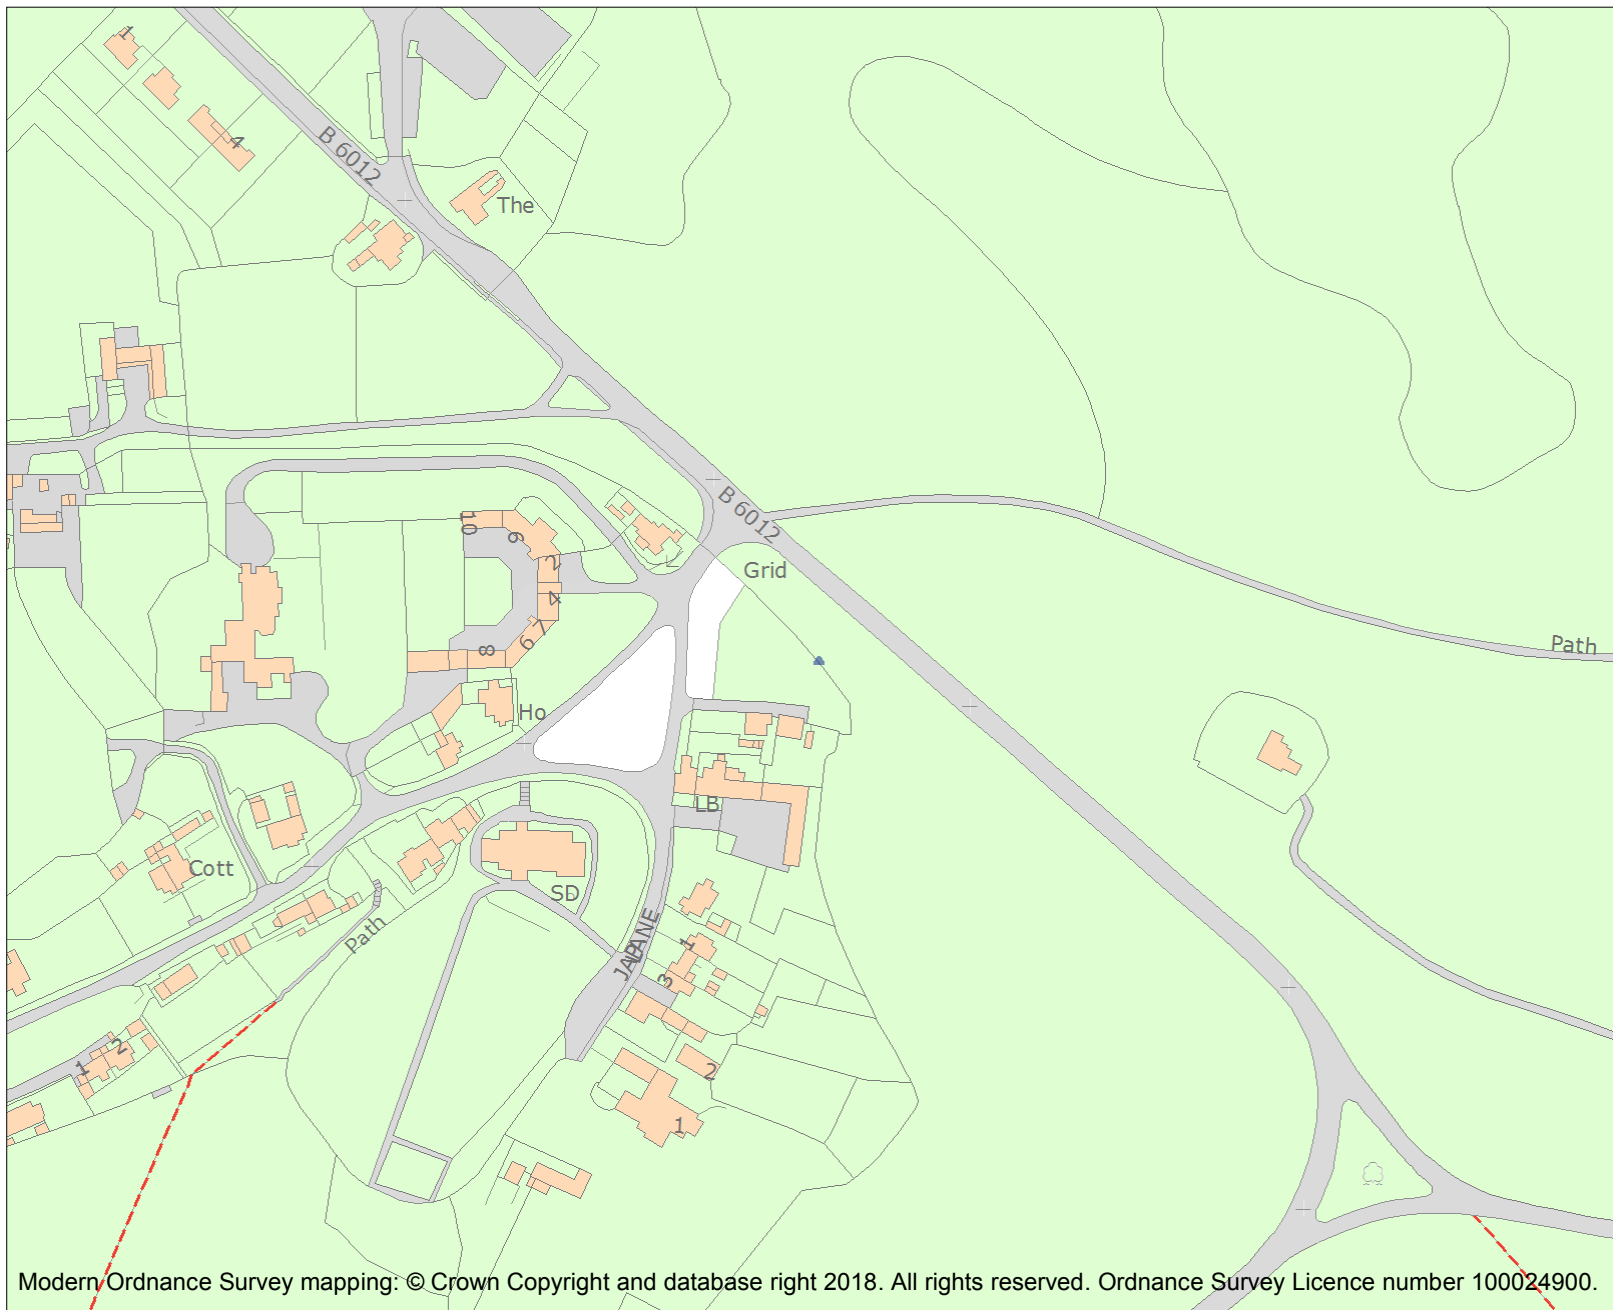 1
4
B 6012
The
10
9
2
4
7
6
8
B 6012
Grid
Path
Ho
LB
Cott
SD
Path
LANE
1
3
2
1
2
1
Modern Ordnance Survey mapping: © Crown Copyright and database right 2018. All rights reserved. Ordnance Survey Licence number 100024900.